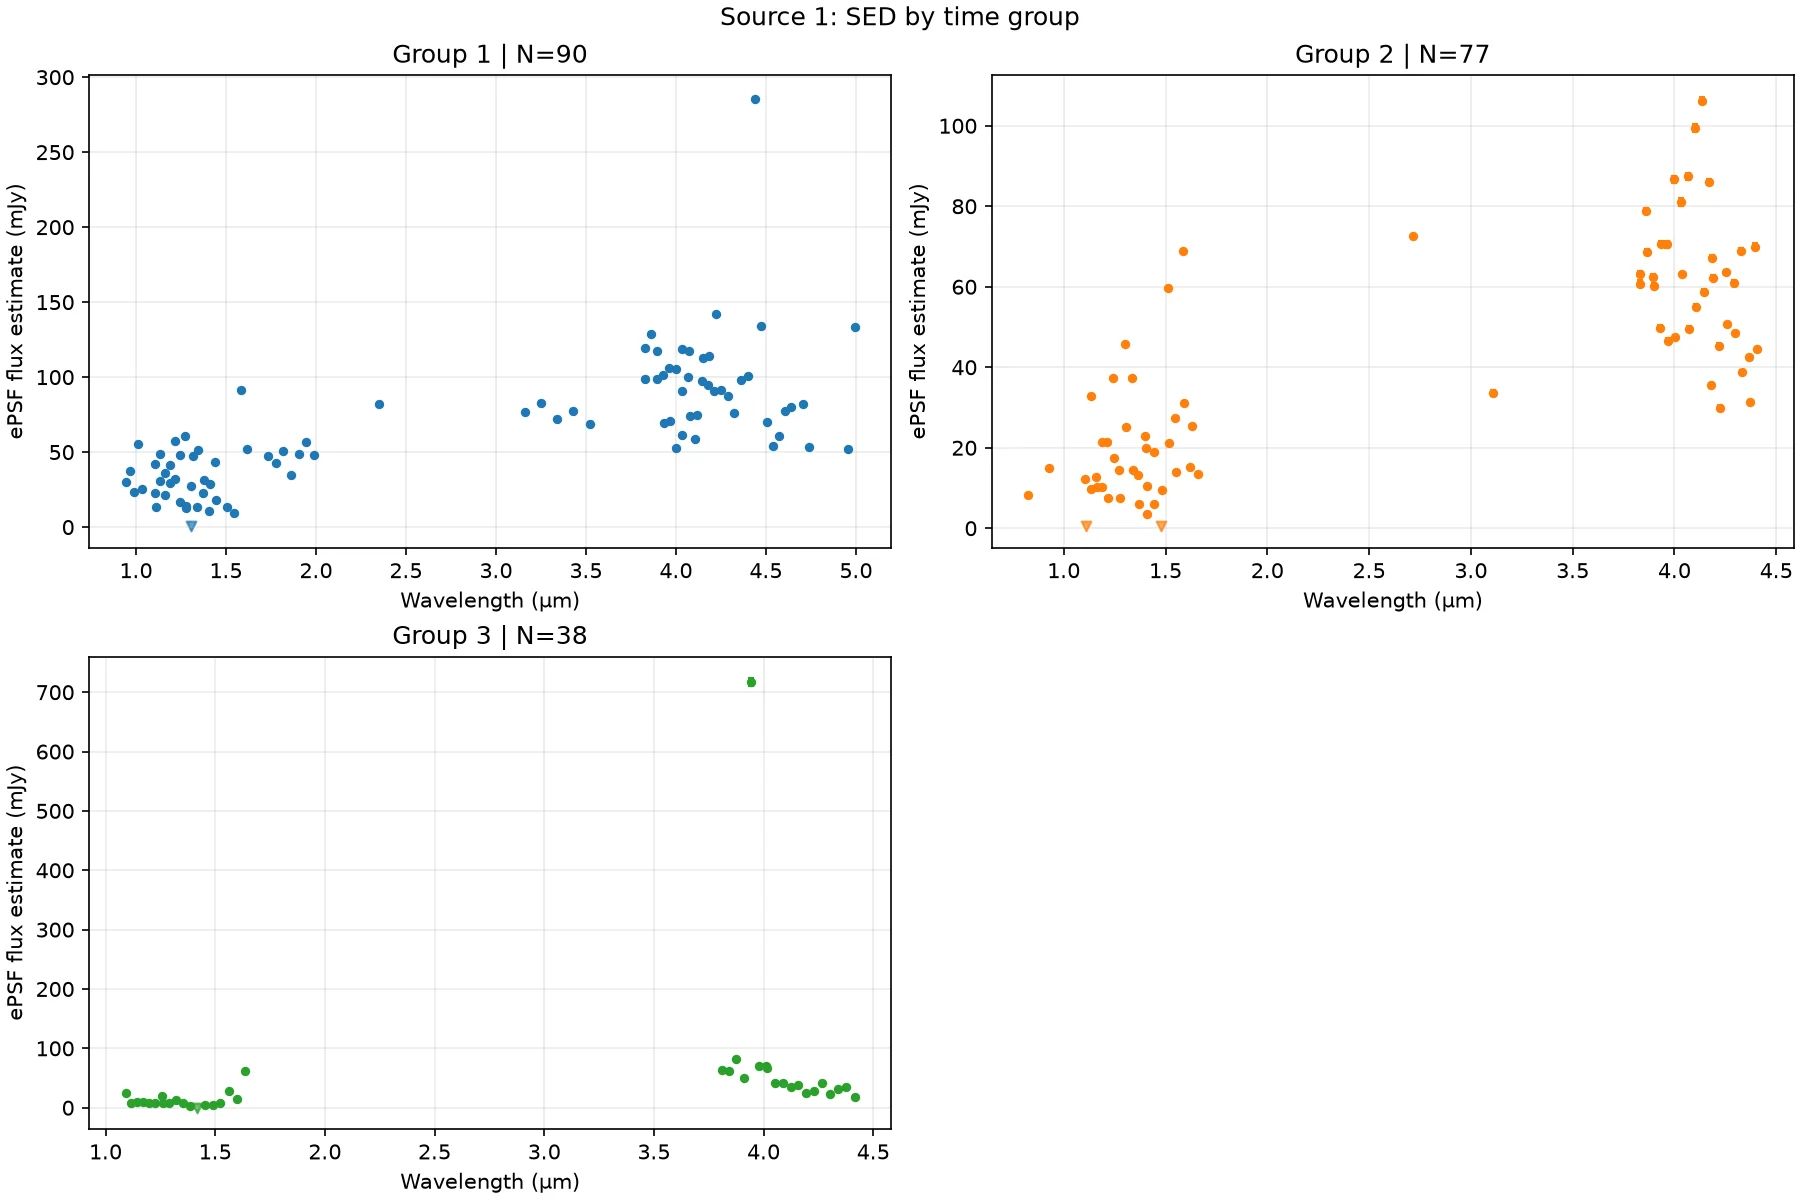 Source 1: SED by time group
Group 1 | N=90
300
250
200
150
100
50
0
ePSF flux estimate (mJy)
1.0 1.5 2.0 2.5 3.0 3.5 4.0 4.5 5.0
Wavelength (µm)
Group 2 | N=77
100
80
60
40
20
0
ePSF flux estimate (mJy)
1.0 1.5 2.0 2.5 3.0 3.5 4.0 4.5
Wavelength (µm)
Group 3 | N=38
700
600
500
400
300
200
100
0
ePSF flux estimate (mJy)
1.0 1.5 2.0 2.5 3.0 3.5 4.0 4.5
Wavelength (µm)